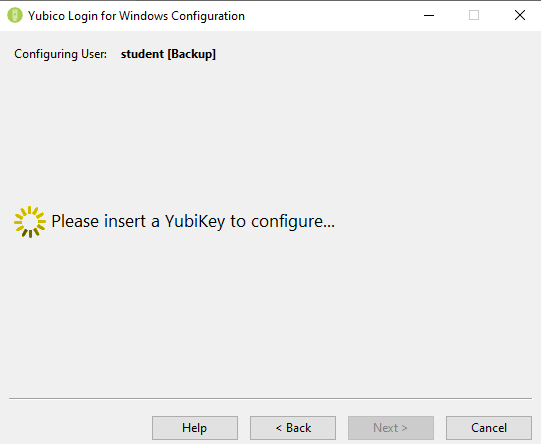 Yubico Login for Windows Configuration
Configuring User: student [Backup]
Please insert a YubiKey to configure...
Help < Back Next > Cancel